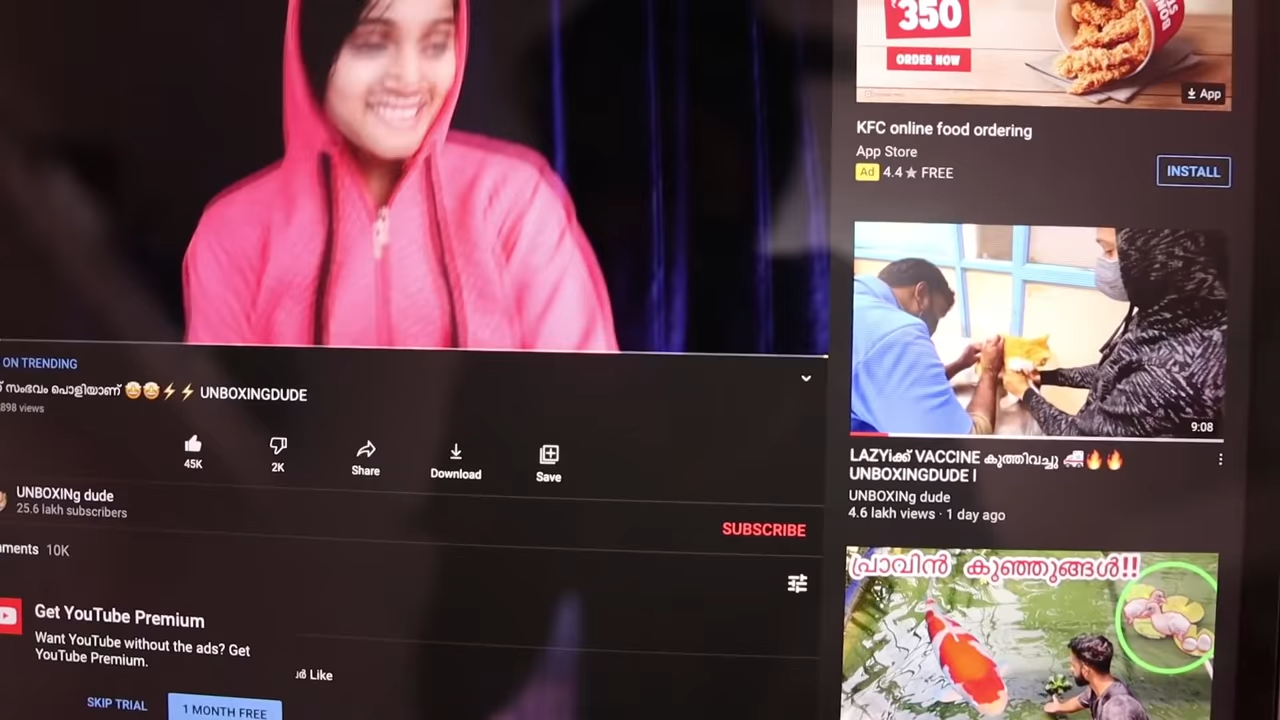 ON TRENDING
സംഭവം പൊളിയാണ് 🤩🤩⚡⚡ UNBOXINGDUDE
898 views
45K
2K
Share
Download
Save
UNBOXINg dude
25.6 lakh subscribers
SUBSCRIBE
ments 10K
Get YouTube Premium
Want YouTube without the ads? Get
YouTube Premium.
Like
SKIP TRIAL
1 MONTH FREE
₹350
ORDER NOW
App
KFC online food ordering
App Store
Ad 4.4 ★ FREE
INSTALL
9:08
LAZYiക്ക് VACCINE കുത്തിവച്ചു 🚑🔥🔥
UNBOXINGDUDE |
UNBOXINg dude
4.6 lakh views · 1 day ago
പ്രാവിൻ കുഞ്ഞുങ്ങൾ!!